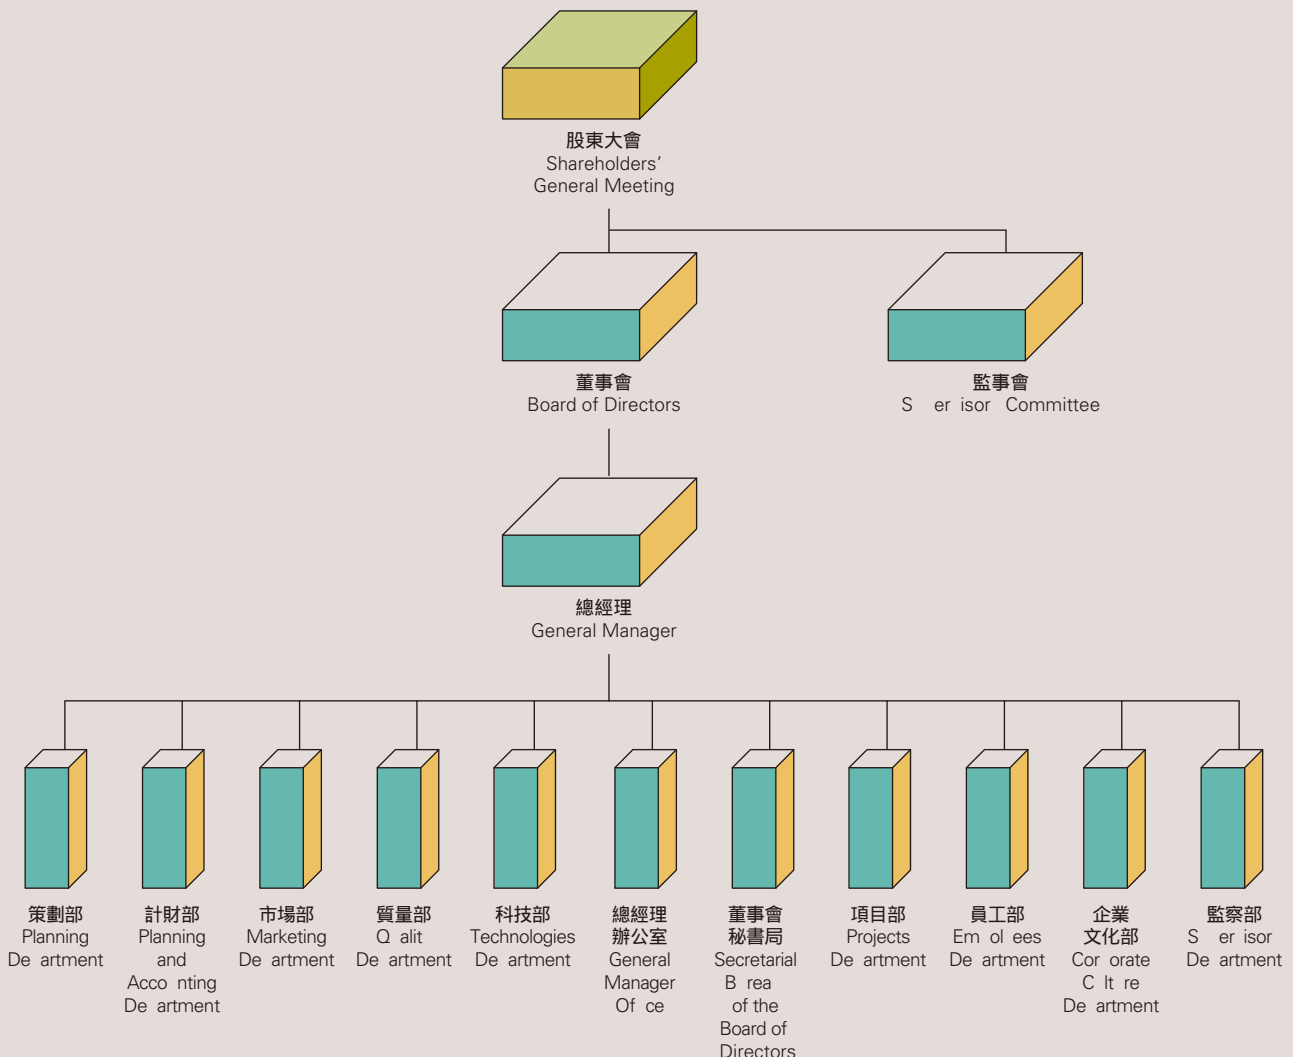 股東大會
Shareholders'
General Meeting
董事會
Board of Directors
監事會
S er isor Committee
總經理
General Manager
策劃部
Planning
De artment
計財部
Planning
and
Acco nting
De artment
市場部
Marketing
De artment
質量部
Q alit
De artment
科技部
Technologies
De artment
總經理
辦公室
General
Manager
Of ce
董事會
秘書局
Secretarial
B rea
of the
Board of
Directors
項目部
Projects
De artment
員工部
Em ol ees
De artment
企業
文化部
Cor orate
C lt re
De artment
監察部
S er isor
De artment